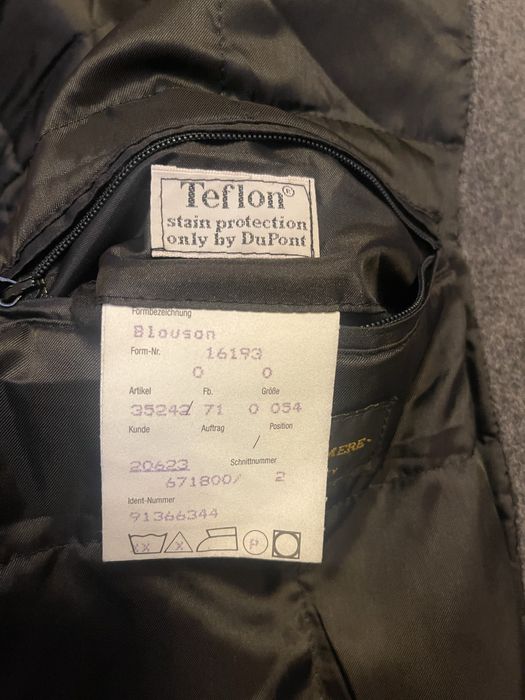 Teflon®
stain protection
only by DuPont
Formbezeichnung
Blouson
Form-Nr. 16193
0 0
Artikel Fb. Größe
35243/ 71 0 054
Kunde Auftrag Position
/
20623 Schnittnummer
671800/ 2
Ident-Nummer
91366344
MERE-
Y